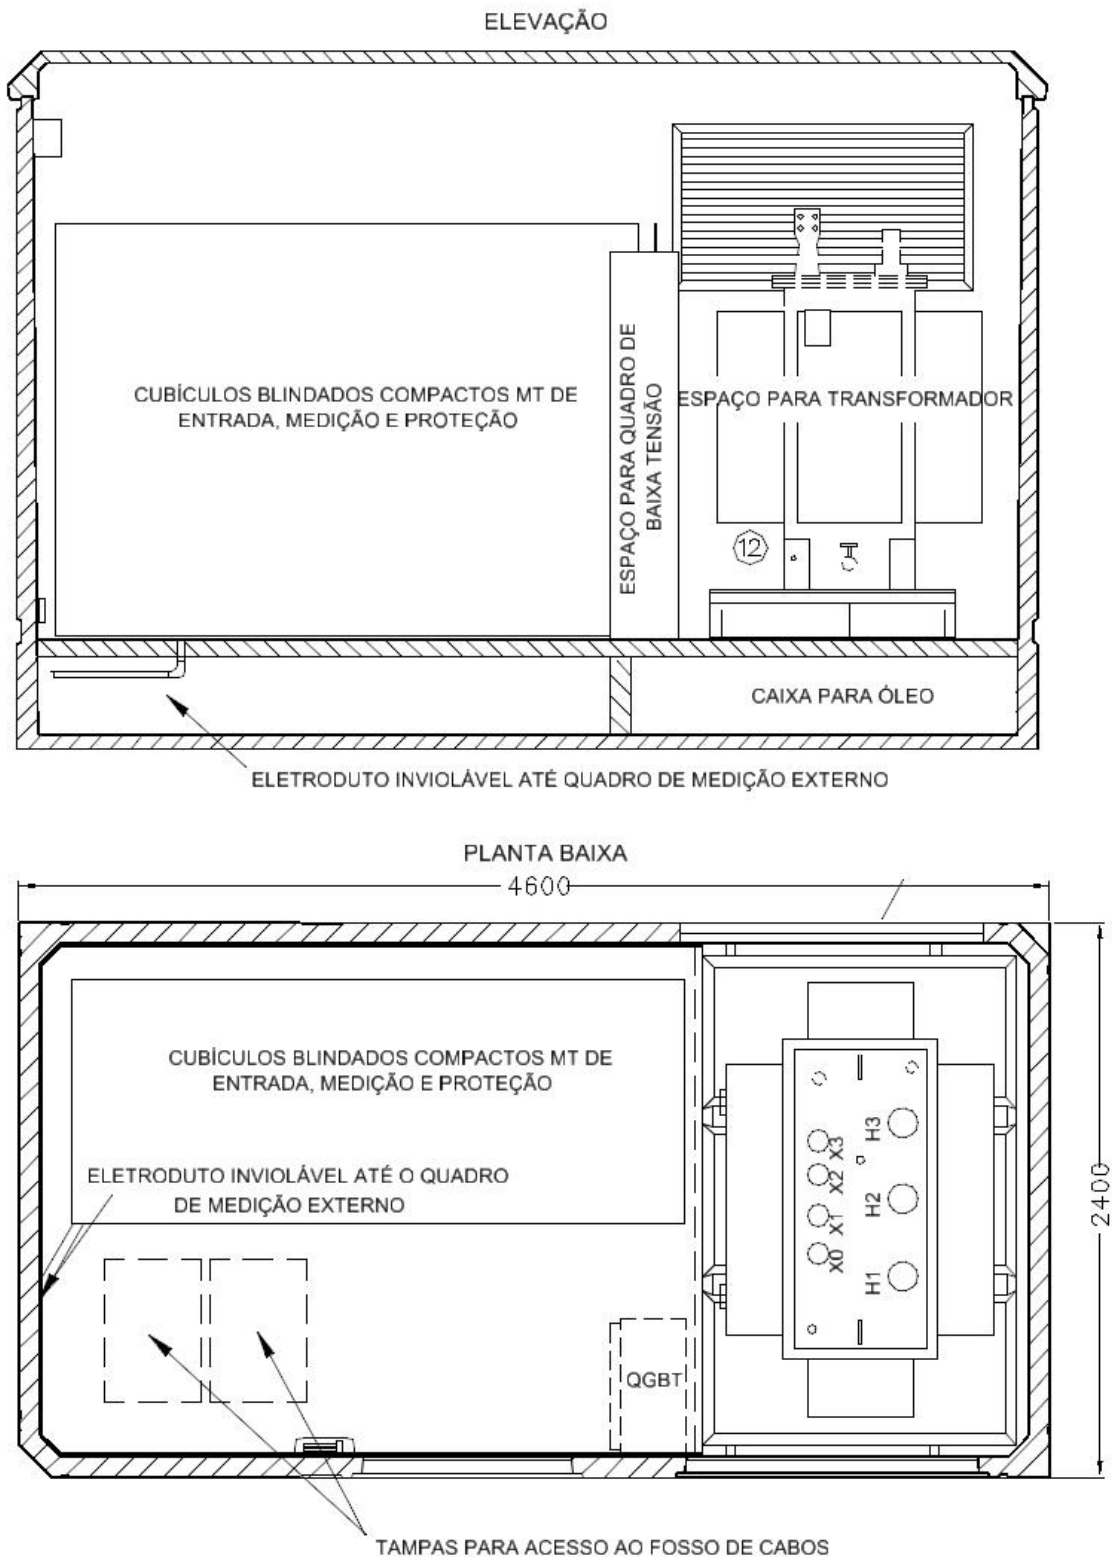 ELEVAÇÃO
CUBÍCULOS BLINDADOS COMPACTOS MT DE
ENTRADA, MEDIÇÃO E PROTEÇÃO
ESPAÇO PARA QUADRO DE
BAIXA TENSÃO
ESPAÇO PARA TRANSFORMADOR
12
CAIXA PARA ÓLEO
ELETRODUTO INVIOLÁVEL ATÉ QUADRO DE MEDIÇÃO EXTERNO
PLANTA BAIXA
4600
CUBÍCULOS BLINDADOS COMPACTOS MT DE
ENTRADA, MEDIÇÃO E PROTEÇÃO
ELETRODUTO INVIOLÁVEL ATÉ O QUADRO
DE MEDIÇÃO EXTERNO
X3
X2
X1
X0
H3
H2
H1
2400
QGBT
TAMPAS PARA ACESSO AO FOSSO DE CABOS